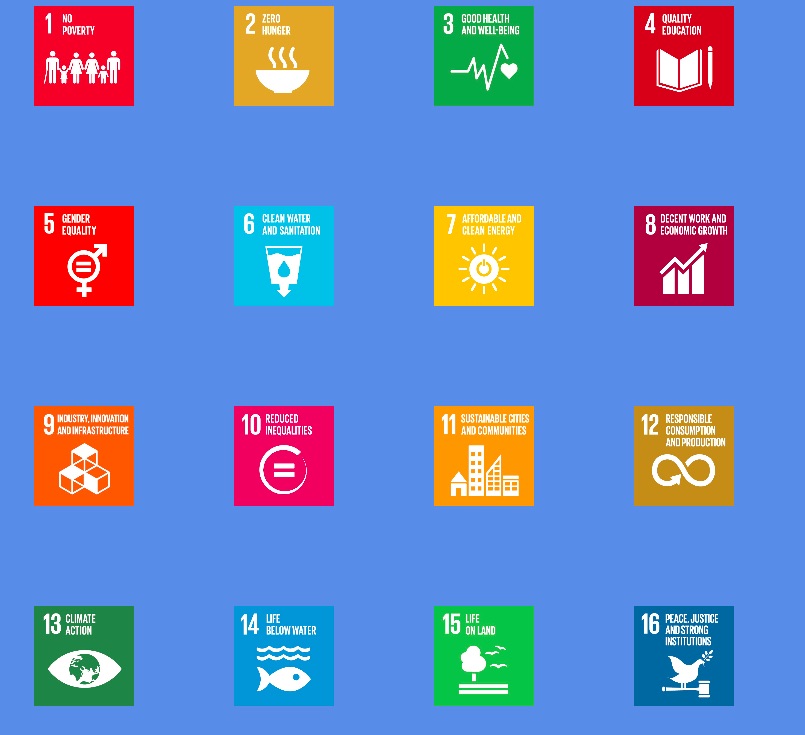 1 NO
POVERTY
2 ZERO
HUNGER
3 GOOD HEALTH
AND WELL-BEING
4 QUALITY
EDUCATION
5 GENDER
EQUALITY
6 CLEAN WATER
AND SANITATION
7 AFFORDABLE AND
CLEAN ENERGY
8 DECENT WORK AND
ECONOMIC GROWTH
9 INDUSTRY, INNOVATION
AND INFRASTRUCTURE
10 REDUCED
INEQUALITIES
11 SUSTAINABLE CITIES
AND COMMUNITIES
12 RESPONSIBLE
CONSUMPTION
AND PRODUCTION
13 CLIMATE
ACTION
14 LIFE
BELOW WATER
15 LIFE
ON LAND
16 PEACE, JUSTICE
AND STRONG
INSTITUTIONS